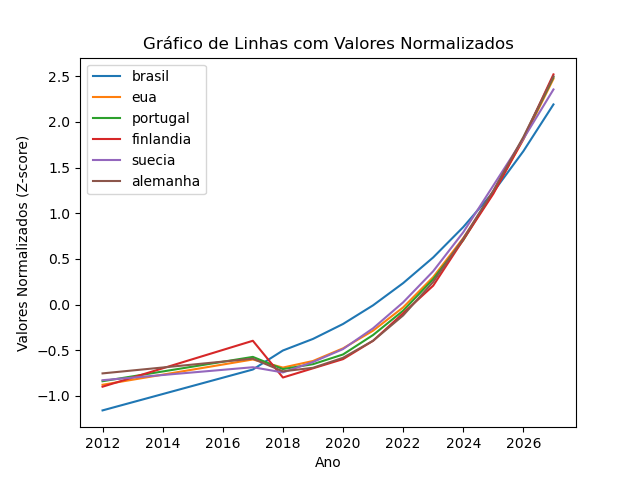 Gráfico de Linhas com Valores Normalizados
brasil
eua
portugal
finlandia
suecia
alemanha
Valores Normalizados (Z-score)
2.5
2.0
1.5
1.0
0.5
0.0
−0.5
−1.0
2012 2014 2016 2018 2020 2022 2024 2026
Ano